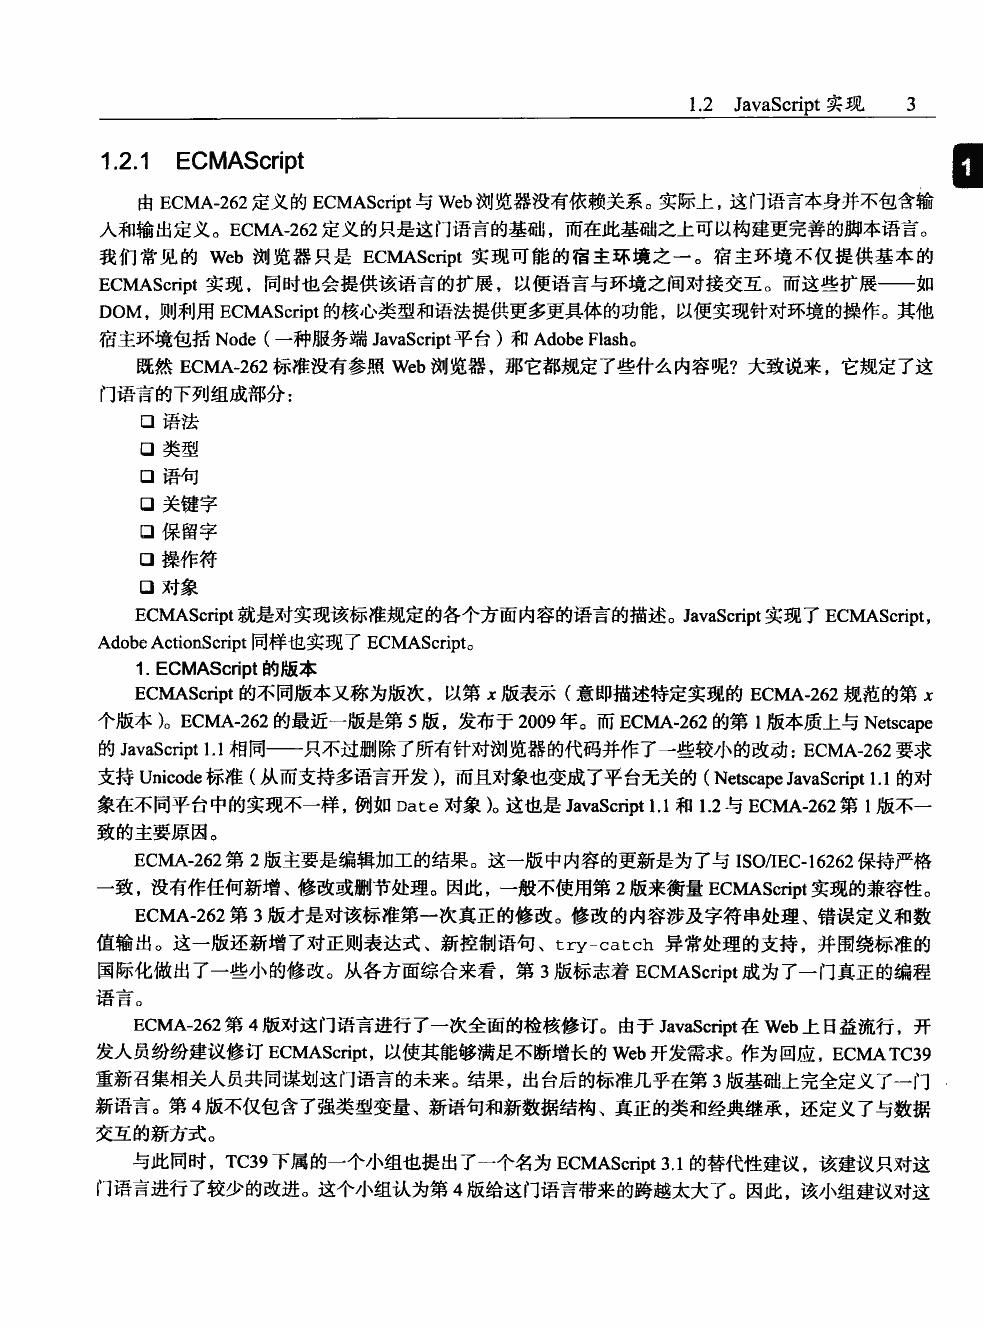 1.2 JavaScript 实现 3
1
1.2.1 ECMAScript
由 ECMA-262 定义的 ECMAScript 与 Web 浏览器没有依赖关系。实际上，这门语言本身并不包含输
入和输出定义。ECMA-262 定义的只是这门语言的基础，而在此基础之上可以构建更完善的脚本语言。
我们常见的 Web 浏览器只是 ECMAScript 实现可能的宿主环境之一。宿主环境不仅提供基本的
ECMAScript 实现，同时也会提供该语言的扩展，以便语言与环境之间对接交互。而这些扩展——如
DOM，则利用 ECMAScript 的核心类型和语法提供更多更具体的功能，以便实现针对环境的操作。其他
宿主环境包括 Node（一种服务端 JavaScript 平台）和 Adobe Flash。
既然 ECMA-262 标准没有参照 Web 浏览器，那它都规定了些什么内容呢？大致说来，它规定了这
门语言的下列组成部分：
❑ 语法
❑ 类型
❑ 语句
❑ 关键字
❑ 保留字
❑ 操作符
❑ 对象
ECMAScript 就是对实现该标准规定的各个方面内容的语言的描述。JavaScript 实现了 ECMAScript，
Adobe ActionScript 同样也实现了 ECMAScript。
1. ECMAScript 的版本
ECMAScript 的不同版本又称为版次，以第 x 版表示（意即描述特定实现的 ECMA-262 规范的第 x
个版本）。ECMA-262 的最近一版是第 5 版，发布于 2009 年。而 ECMA-262 的第 1 版本质上与 Netscape
的 JavaScript 1.1 相同——只不过删除了所有针对浏览器的代码并作了一些较小的改动：ECMA-262 要求
支持 Unicode 标准（从而支持多语言开发），而且对象也变成了平台无关的（Netscape JavaScript 1.1 的对
象在不同平台中的实现不一样，例如 Date 对象）。这也是 JavaScript 1.1 和 1.2 与 ECMA-262 第 1 版不一
致的主要原因。
ECMA-262 第 2 版主要是编辑加工的结果。这一版中内容的更新是为了与 ISO/IEC-16262 保持严格
一致，没有作任何新增、修改或删节处理。因此，一般不使用第 2 版来衡量 ECMAScript 实现的兼容性。
ECMA-262 第 3 版才是对该标准第一次真正的修改。修改的内容涉及字符串处理、错误定义和数
值输出。这一版还新增了对正则表达式、新控制语句、try-catch 异常处理的支持，并围绕标准的
国际化做出了一些小的修改。从各方面综合来看，第 3 版标志着 ECMAScript 成为了一门真正的编程
语言。
ECMA-262 第 4 版对这门语言进行了一次全面的检核修订。由于 JavaScript 在 Web 上日益流行，开
发人员纷纷建议修订 ECMAScript，以使其能够满足不断增长的 Web 开发需求。作为回应，ECMA TC39
重新召集相关人员共同谋划这门语言的未来。结果，出台后的标准几乎在第 3 版基础上完全定义了一门
新语言。第 4 版不仅包含了强类型变量、新语句和新数据结构、真正的类和经典继承，还定义了与数据
交互的新方式。
与此同时，TC39 下属的一个小组也提出了一个名为 ECMAScript 3.1 的替代性建议，该建议只对这
门语言进行了较少的改进。这个小组认为第 4 版给这门语言带来的跨越太大了。因此，该小组建议对这